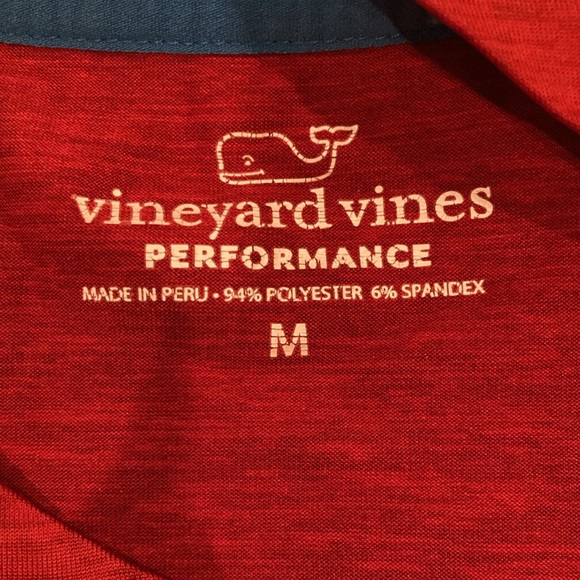 vineyard vines
PERFORMANCE
MADE IN PERU • 94% POLYESTER 6% SPANDEX
M